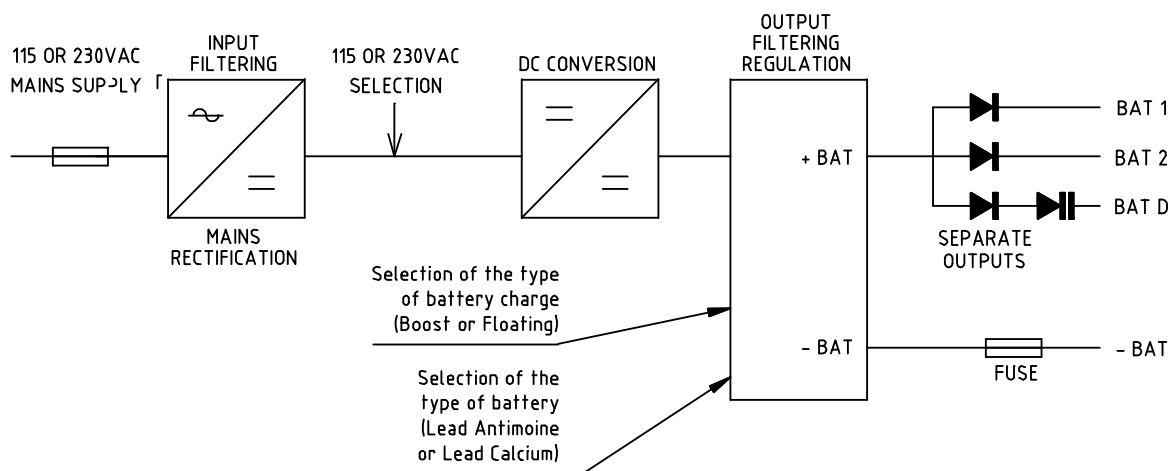 115 OR 230VAC
MAINS SUPPLY
INPUT
FILTERING
MAINS
RECTIFICATION
115 OR 230VAC
SELECTION
DC CONVERSION
OUTPUT
FILTERING
REGULATION
+ BAT
- BAT
BAT 1
BAT 2
BAT D
SEPARATE
OUTPUTS
- BAT
FUSE
Selection of the type
of battery charge
(Boost or Floating)
Selection of the
type of battery
(Lead Antimoine
or Lead Calcium)